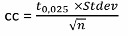 cc = t₀,₀₂₅ ×Stdev / √n